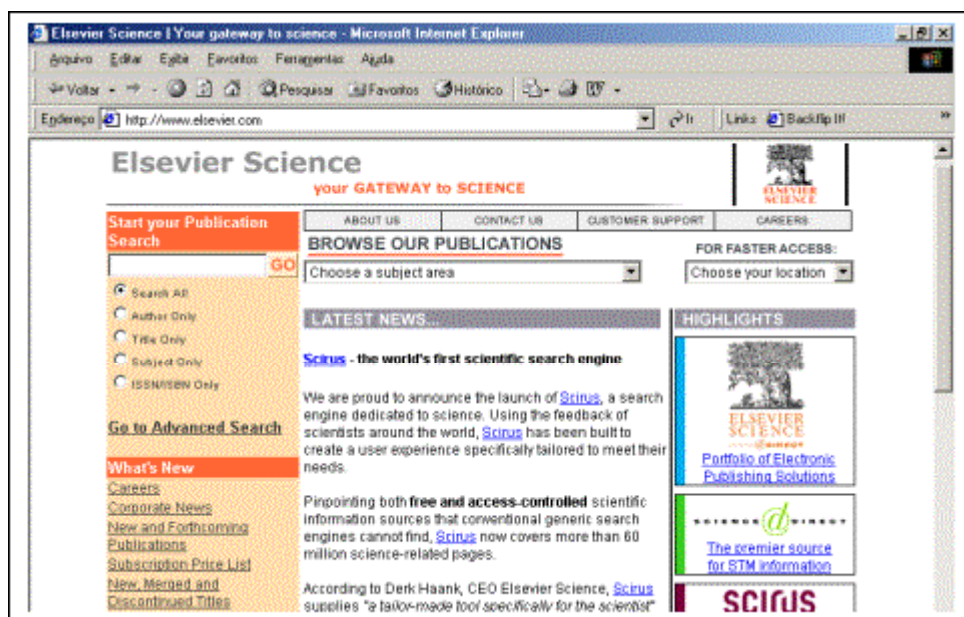 Elsevier Science | Your gateway to science - Microsoft Internet Explorer
Arquivo Editar Exibir Favoritos Ferramentas Ajuda
Voltar Pesquisar Favoritos Histórico
Endereço http://www.elsevier.com Ir Links Backflip It!
Elsevier Science
your GATEWAY to SCIENCE
ELSEVIER
SCIENCE
ABOUT US CONTACT US CUSTOMER SUPPORT CAREERS
Start your Publication
Search
GO
Search All
Author Only
Title Only
Subject Only
ISSN/ISBN Only
Go to Advanced Search
What's New
Careers
Corporate News
New and Forthcoming
Publications
Subscription Price List
New, Merged and
Discontinued Titles
BROWSE OUR PUBLICATIONS
Choose a subject area
FOR FASTER ACCESS:
Choose your location
LATEST NEWS...
Scirus - the world's first scientific search engine
We are proud to announce the launch of Scirus, a search
engine dedicated to science. Using the feedback of
scientists around the world, Scirus has been built to
create a user experience specifically tailored to meet their
needs.
Pinpointing both free and access-controlled scientific
information sources that conventional generic search
engines cannot find, Scirus now covers more than 60
million science-related pages.
According to Derk Haank, CEO Elsevier Science, Scirus
supplies "a tailor-made tool specifically for the scientist"
HIGHLIGHTS
ELSEVIER
SCIENCE
Portfolio of Electronic
Publishing Solutions
SCIENCE d DIRECT
The premier source
for STM information
SCIRUS